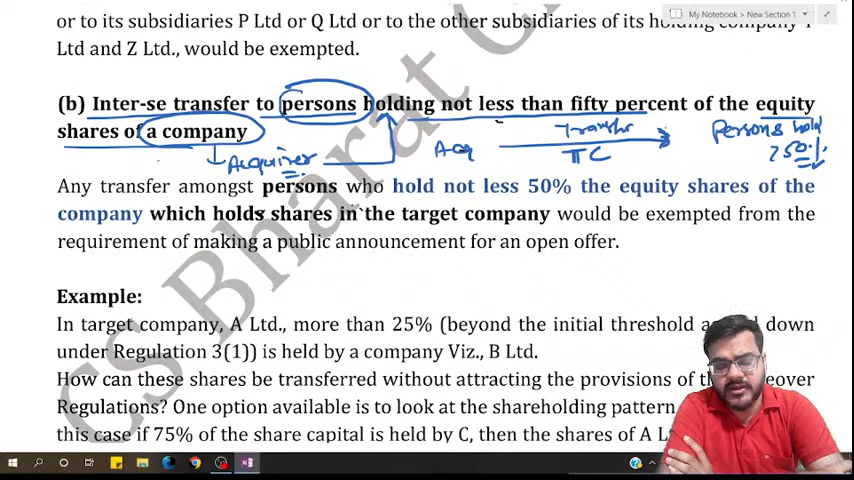 My Notebook > New Section 1
or to its subsidiaries P Ltd or Q Ltd or to the other subsidiaries of its holding company Y
Ltd and Z Ltd., would be exempted.
(b) Inter-se transfer to persons holding not less than fifty percent of the equity
shares of a company
Acquirer
Acq
Transfer
TC
Persons hold
≥50%
Any transfer amongst persons who hold not less 50% the equity shares of the
company which holds shares in the target company would be exempted from the
requirement of making a public announcement for an open offer.
Example:
In target company, A Ltd., more than 25% (beyond the initial threshold down
under Regulation 3(1)) is held by a company Viz., B Ltd.
How can these shares be transferred without attracting the provisions of
Regulations? One option available is to look at the shareholding pattern
this case if 75% of the share capital is held by C, then the shares of A
CS Bharat